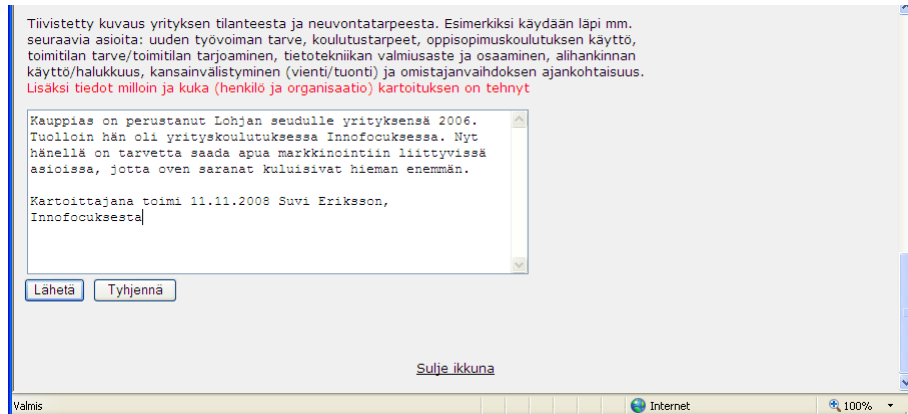 Tiivistetty kuvaus yrityksen tilanteesta ja neuvontatarpeesta. Esimerkiksi käydään läpi mm.
seuraavia asioita: uuden työvoiman tarve, koulutustarpeet, oppisopimuskoulutuksen käyttö,
toimitilan tarve/toimitilan tarjoaminen, tietotekniikan valmiusaste ja osaaminen, alihankinnan
käyttö/halukkuus, kansainvälistyminen (vienti/tuonti) ja omistajanvaihdoksen ajankohtaisuus.
Lisäksi tiedot milloin ja kuka (henkilö ja organisaatio) kartoituksen on tehnyt
Kauppias on perustanut Lohjan seudulle yrityksensä 2006.
Tuolloin hän oli yrityskoulutuksessa Innofocuksessa. Nyt
hänellä on tarvetta saada apua markkinointiin liittyvissä
asioissa, jotta oven saranat kuluisivat hieman enemmän.
Kartoittajana toimi 11.11.2008 Suvi Eriksson,
Innofocuksesta
Lähetä Tyhjennä
Sulje ikkuna
Valmis Internet 100%